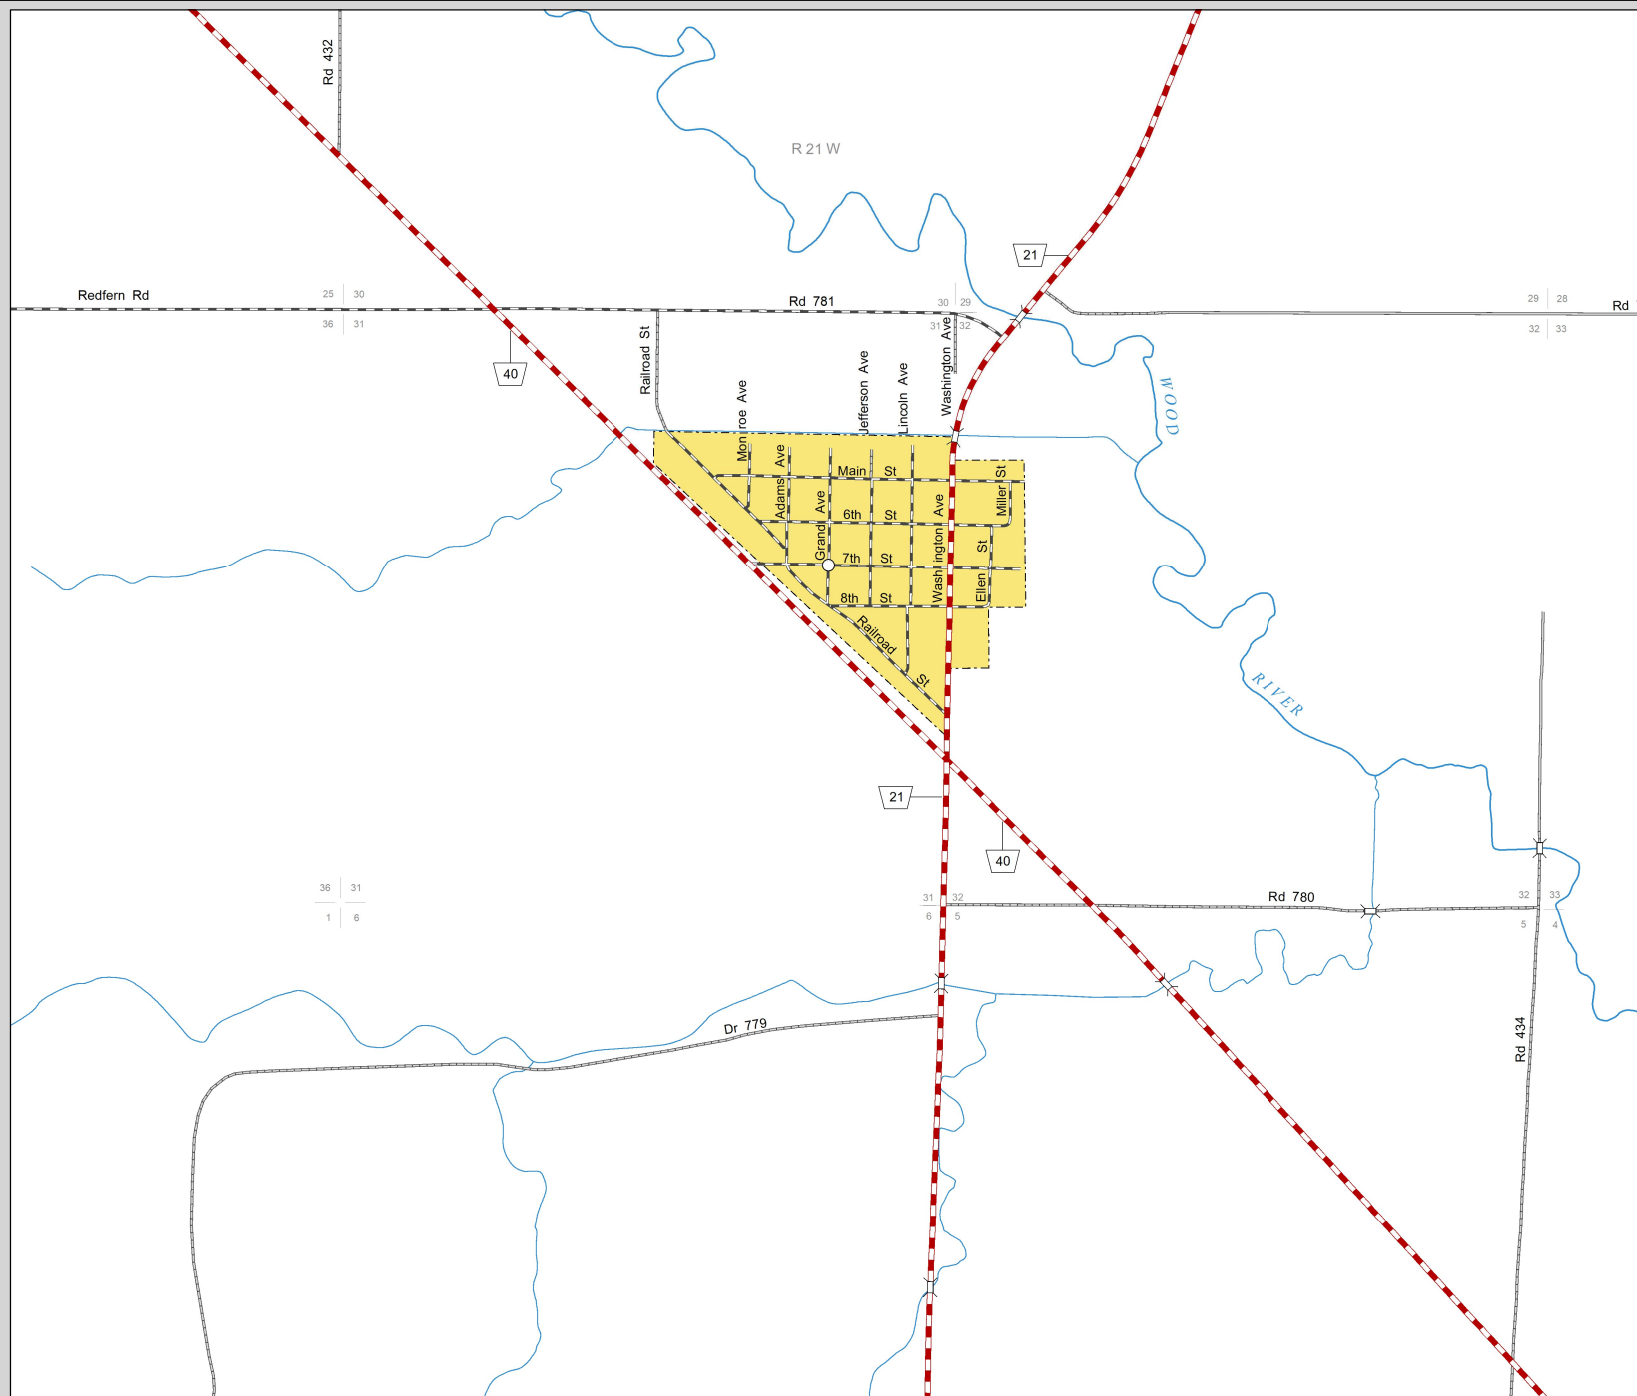 Rd 432
R 21 W
21
Redfern Rd
25 30
36 31
Rd 781
30 29
31 32
29 28
32 33
Rd
40
Railroad St
Monroe Ave
Jefferson Ave
Lincoln Ave
Washington Ave
WOOD
Adams Ave
Grand Ave
Main St
Miller St
6th St
Washington Ave
7th St
Ellen St
8th St
Railroad St
RIVER
21
40
36 31
1 6
31 32
6 5
Rd 780
32 33
5 4
Dr 779
Rd 434